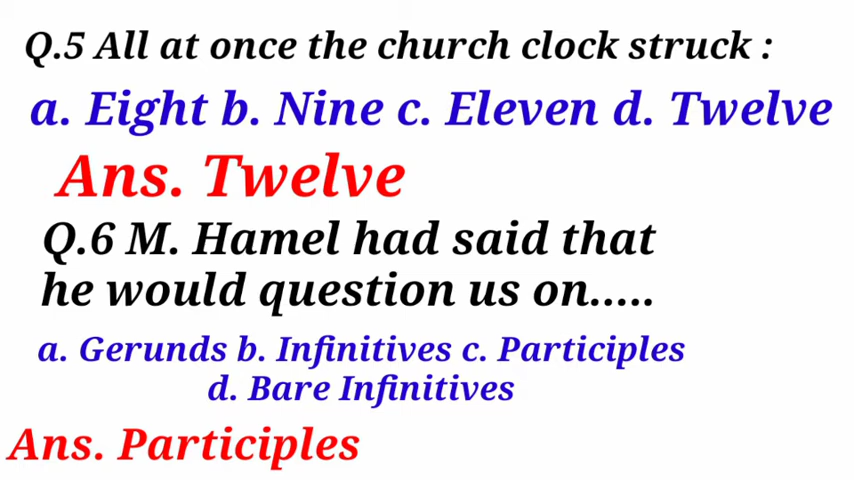 Q.5 All at once the church clock struck :
a. Eight b. Nine c. Eleven d. Twelve
Ans. Twelve
Q.6 M. Hamel had said that
he would question us on.....
a. Gerunds b. Infinitives c. Participles
d. Bare Infinitives
Ans. Participles